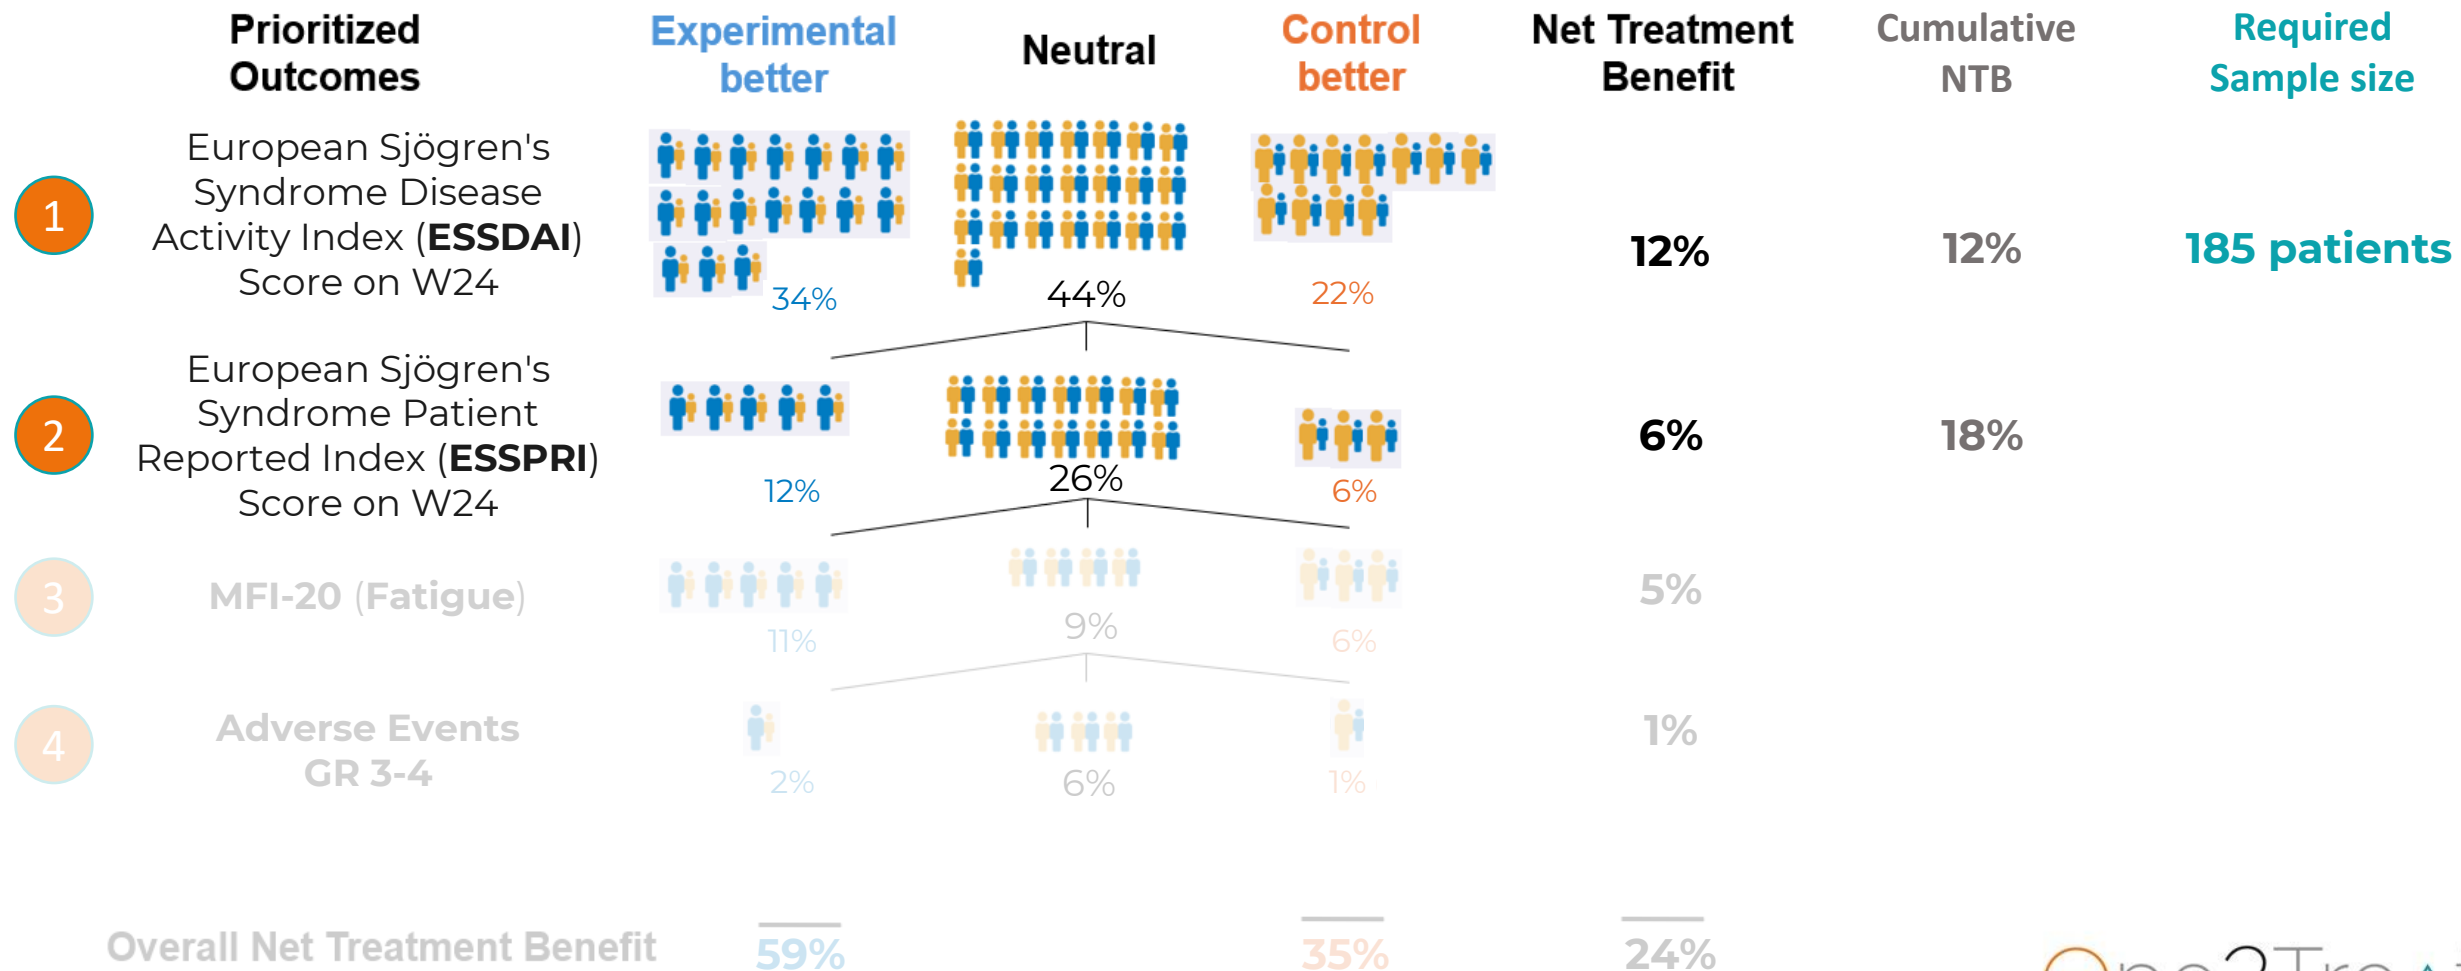 Prioritized
Outcomes
Experimental
better
Neutral
Control
better
Net Treatment
Benefit
Cumulative
NTB
Required
Sample size
1
European Sjögren's
Syndrome Disease
Activity Index (ESSDAI)
Score on W24
34%
44%
22%
12%
12%
185 patients
2
European Sjögren's
Syndrome Patient
Reported Index (ESSPRI)
Score on W24
12%
26%
6%
6%
18%
3
MFI-20 (Fatigue)
11%
9%
6%
5%
4
Adverse Events
GR 3-4
2%
6%
1%
1%
Overall Net Treatment Benefit
59%
35%
24%